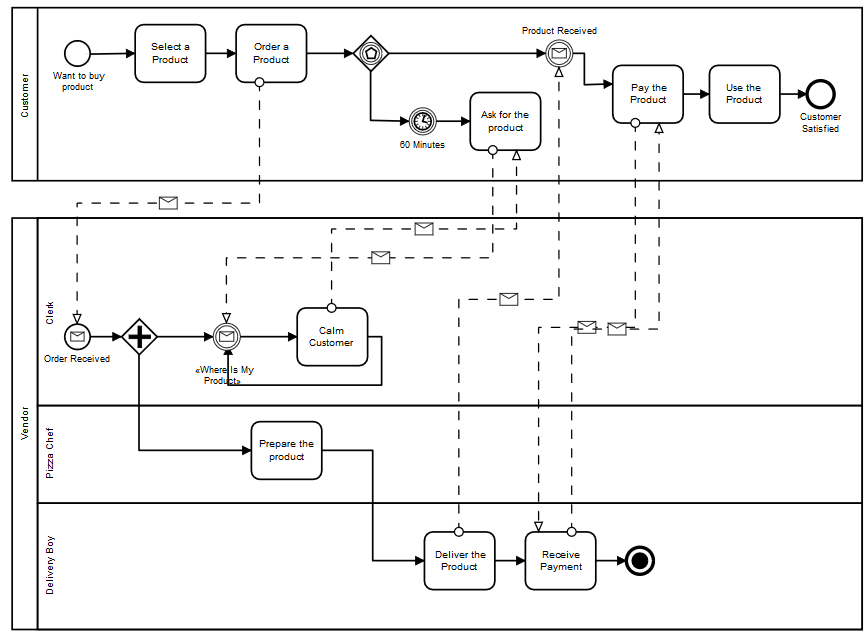 Customer
Want to buy
product
Select a
Product
Order a
Product
Product Received
60 Minutes
Ask for the
product
Pay the
Product
Use the
Product
Customer
Satisfied
Vendor
Clerk
Order Received
«Where Is My
Product»
Calm
Customer
Pizza Chef
Prepare the
product
Delivery Boy
Deliver the
Product
Receive
Payment